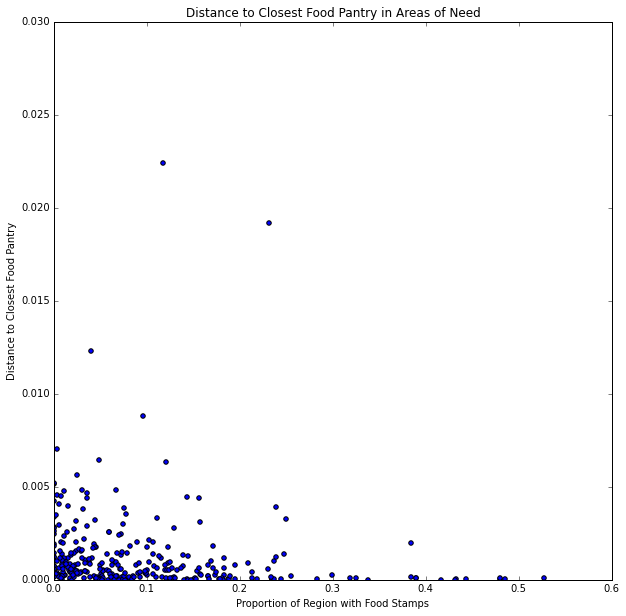 Distance to Closest Food Pantry in Areas of Need
0.030
0.025
0.020
0.015
0.010
0.005
0.000
Distance to Closest Food Pantry
0.0 0.1 0.2 0.3 0.4 0.5 0.6
Proportion of Region with Food Stamps